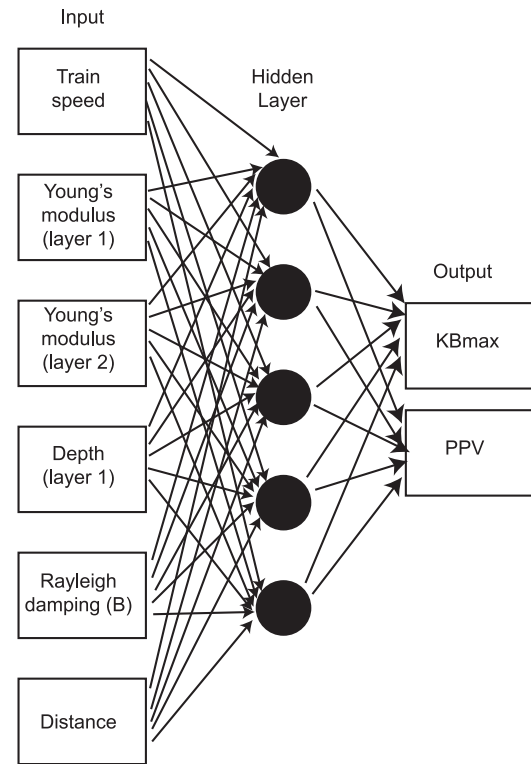 Input
Train
speed
Young's
modulus
(layer 1)
Young's
modulus
(layer 2)
Depth
(layer 1)
Rayleigh
damping (B)
Distance
Hidden
Layer
Output
KBmax
PPV